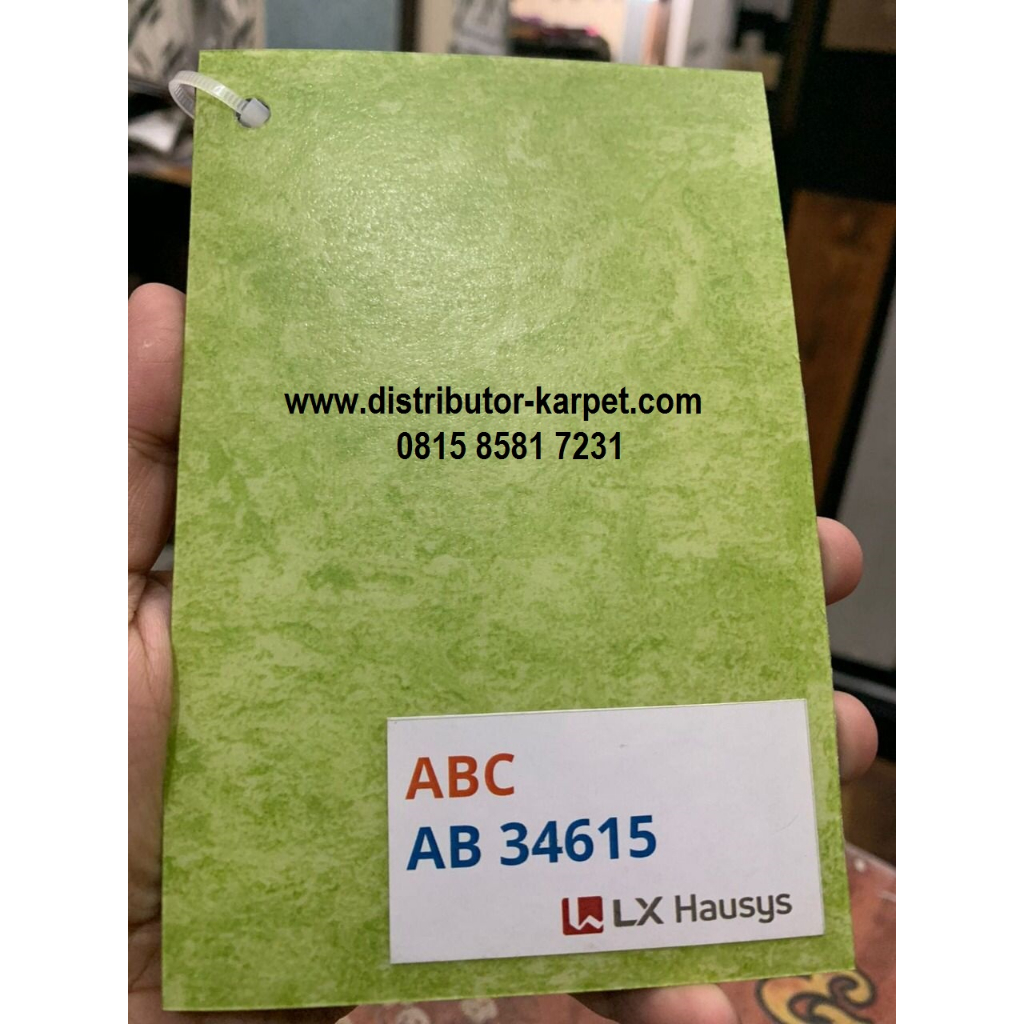 www.distributor-karpet.com
0815 8581 7231
ABC
AB 34615
LX Hausys